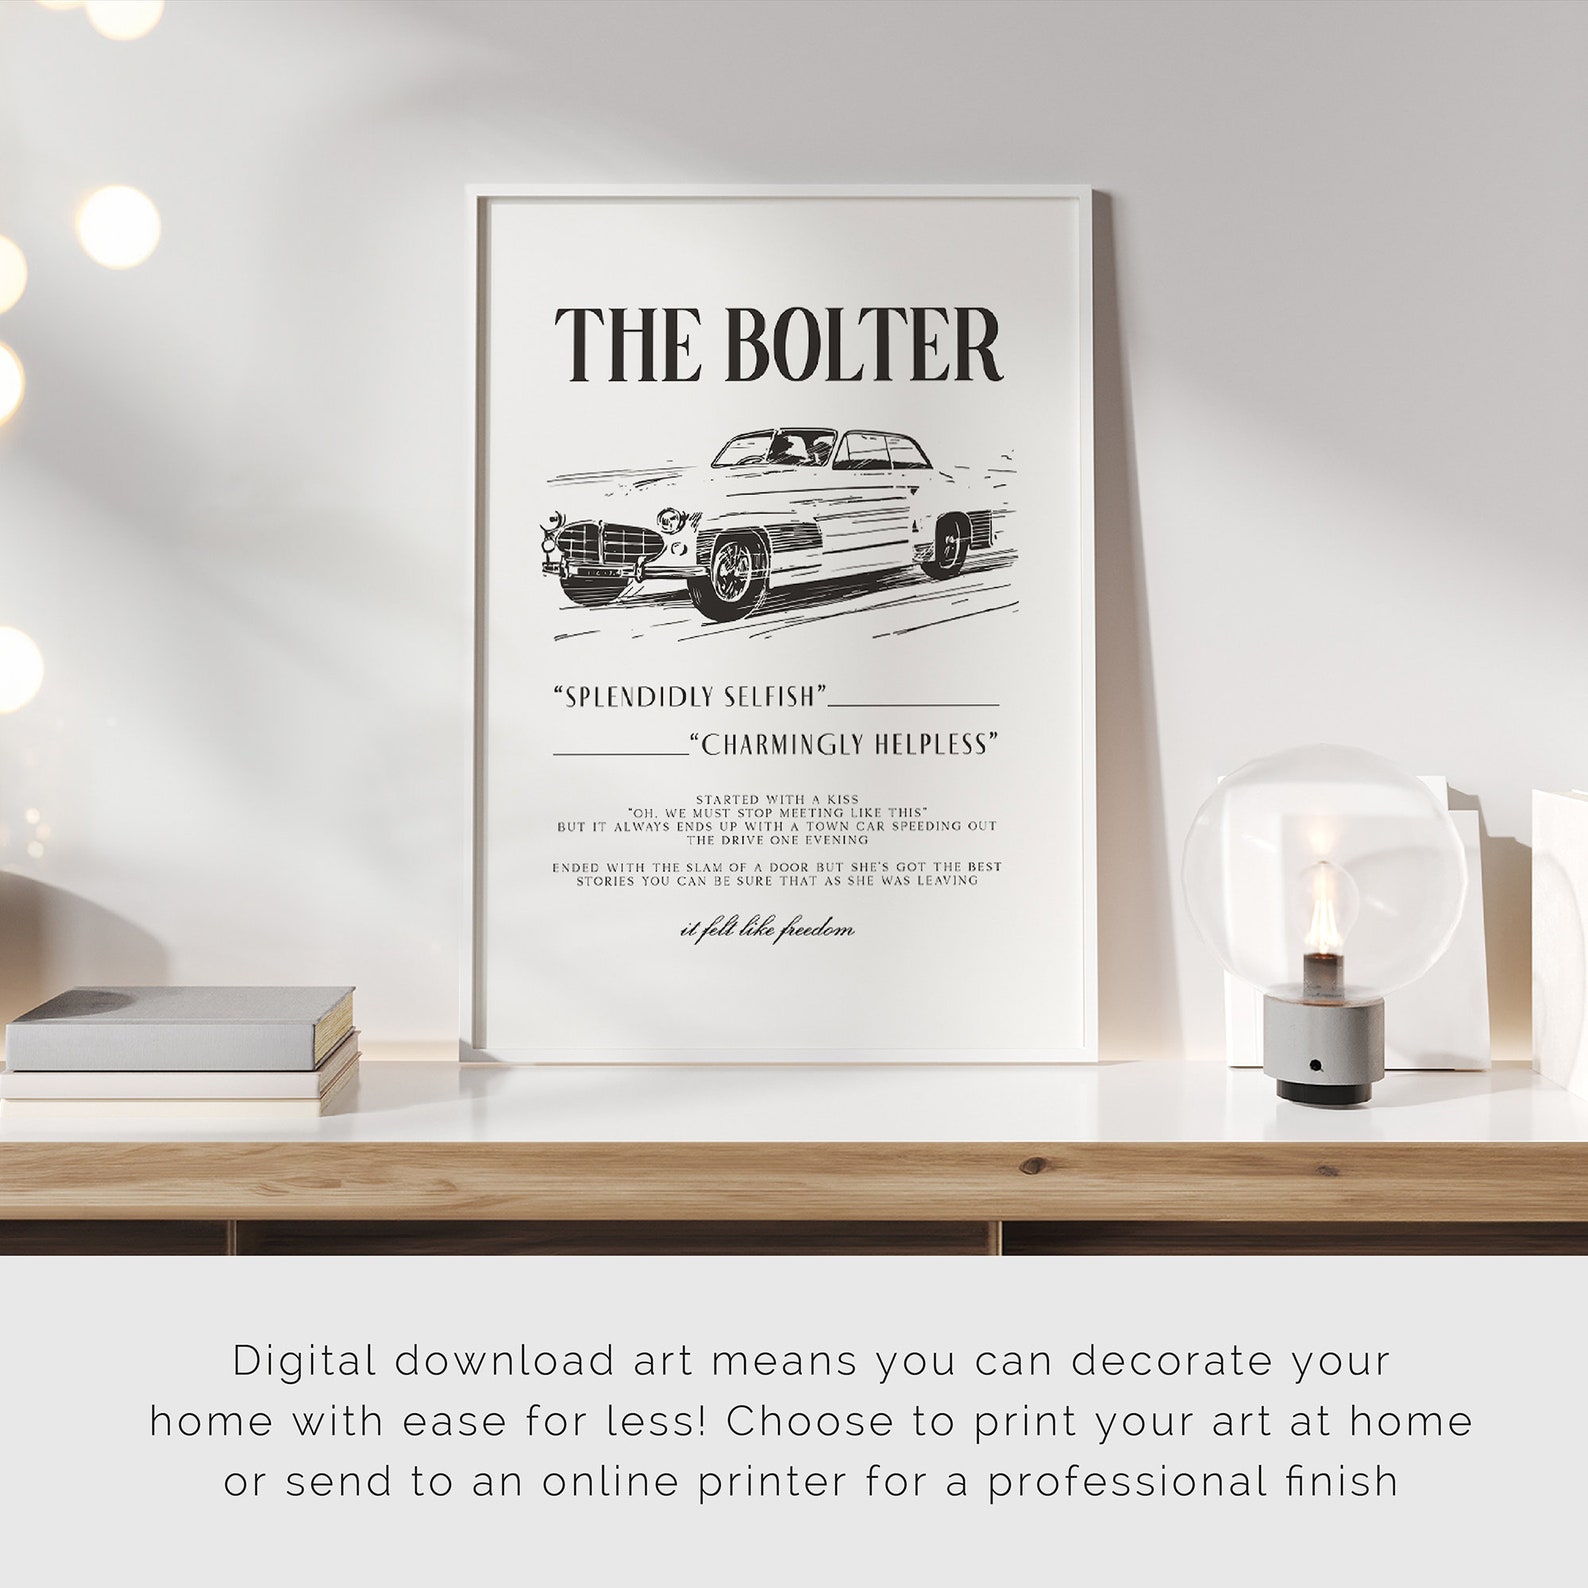 THE BOLTER
“SPLENDIDLY SELFISH”
“CHARMINGLY HELPLESS”
STARTED WITH A KISS
“OH, WE MUST STOP MEETING LIKE THIS”
BUT IT ALWAYS ENDS UP WITH A TOWN CAR SPEEDING OUT
THE DRIVE ONE EVENING
ENDED WITH THE SLAM OF A DOOR BUT SHE’S GOT THE BEST
STORIES YOU CAN BE SURE THAT AS SHE WAS LEAVING
it felt like freedom
Digital download art means you can decorate your
home with ease for less! Choose to print your art at home
or send to an online printer for a professional finish